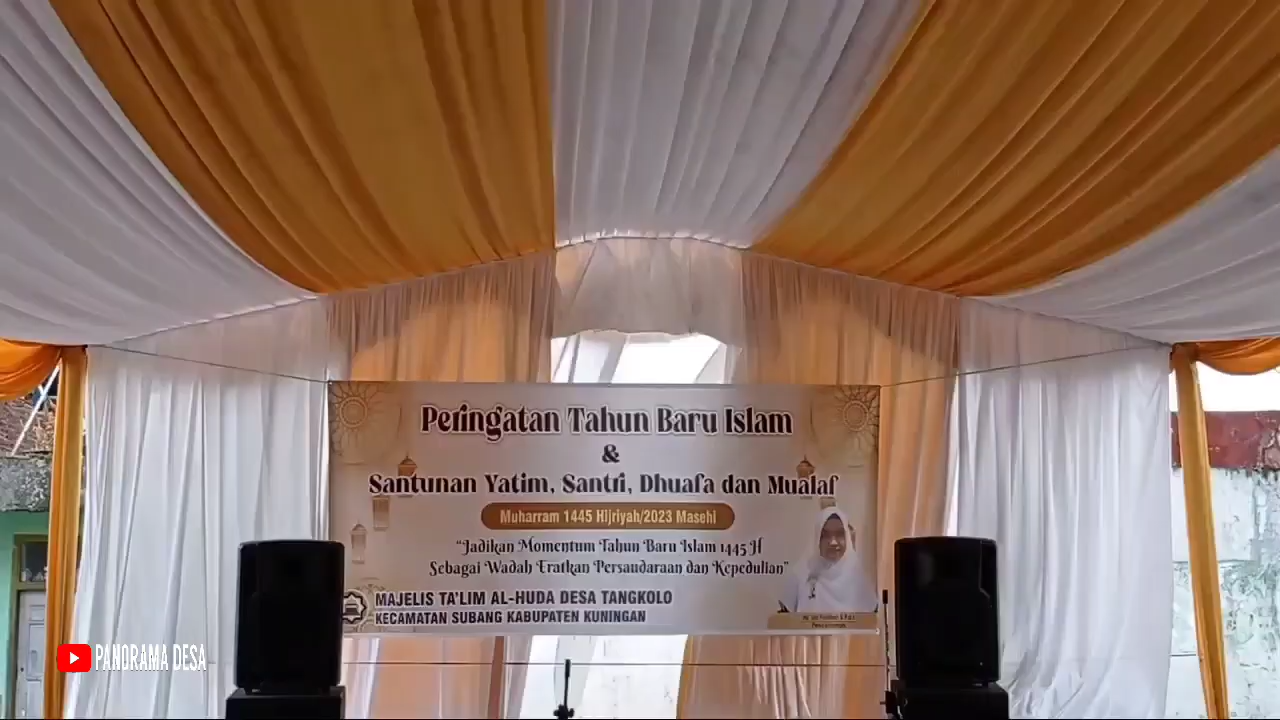 Peringatan Tahun Baru Islam
&
Santunan Yatim, Santri, Dhuafa dan Mualaf
Muharram 1445 Hijriyah/2023 Masehi
"Jadikan Momentum Tahun Baru Islam 1445 H
Sebagai Wadah Eratkan Persaudaraan dan Kepedulian"
MAJELIS TA'LIM AL-HUDA DESA TANGKOLO
KECAMATAN SUBANG KABUPATEN KUNINGAN
PANORAMA DESA